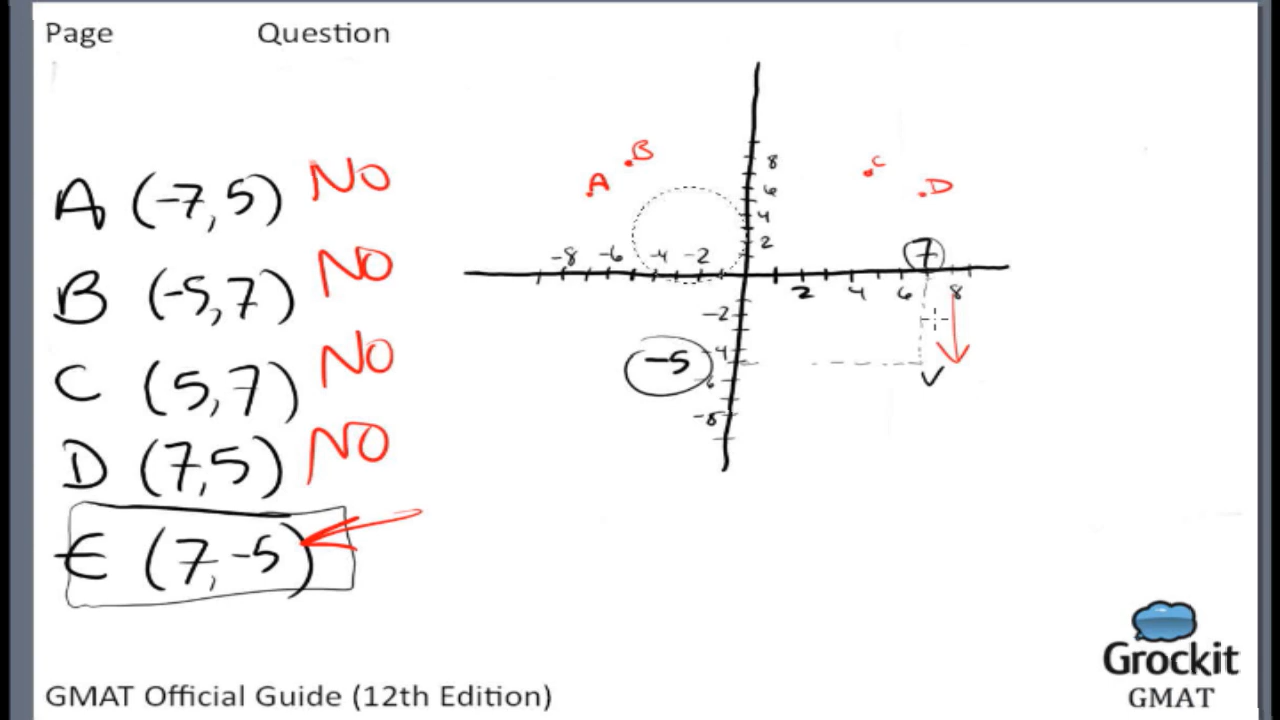 Page Question
A (-7,5) NO
B (-5,7) NO
C (5,7) NO
D (7,5) NO
E (7,-5)
B
A
C
D
8
6
4
2
-8 -6 -4 -2
7
2 4 6 8
-2
-4
-5
-6
-8
V
Grockit
GMAT
GMAT Official Guide (12th Edition)